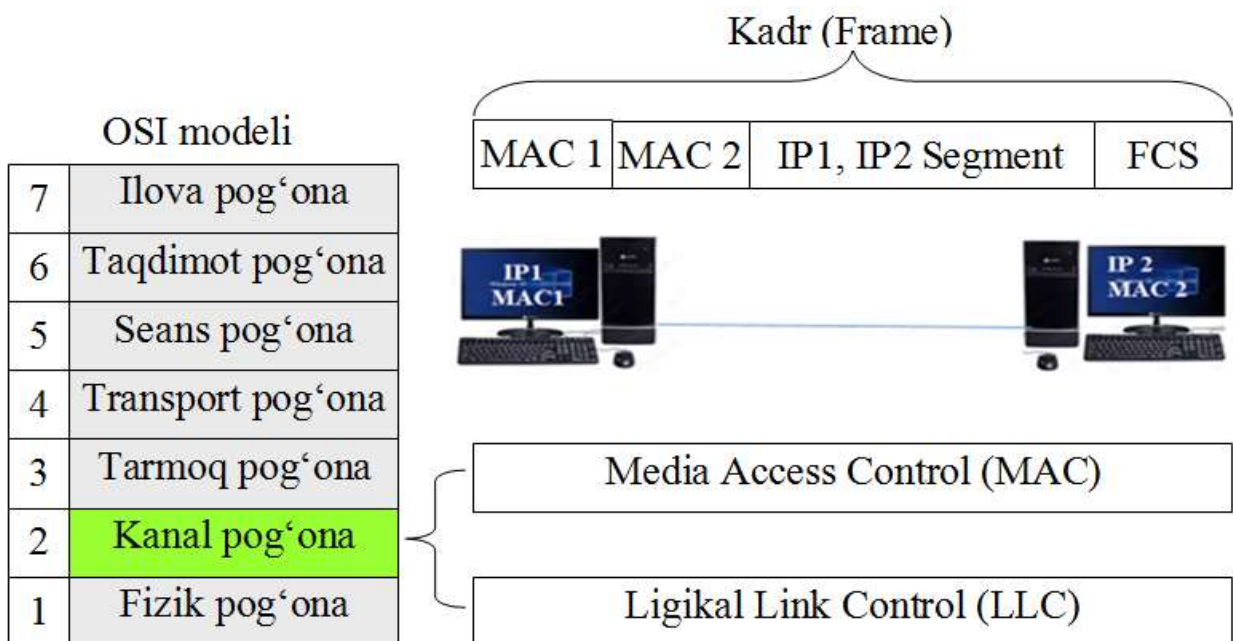 Kadr (Frame)
OSI modeli
MAC 1 MAC 2 IP1, IP2 Segment FCS
7 Ilova pog‘ona
6 Taqdimot pog‘ona
5 Seans pog‘ona
4 Transport pog‘ona
3 Tarmoq pog‘ona
2 Kanal pog‘ona
1 Fizik pog‘ona
IP1
MAC1
IP 2
MAC 2
Media Access Control (MAC)
Ligikal Link Control (LLC)